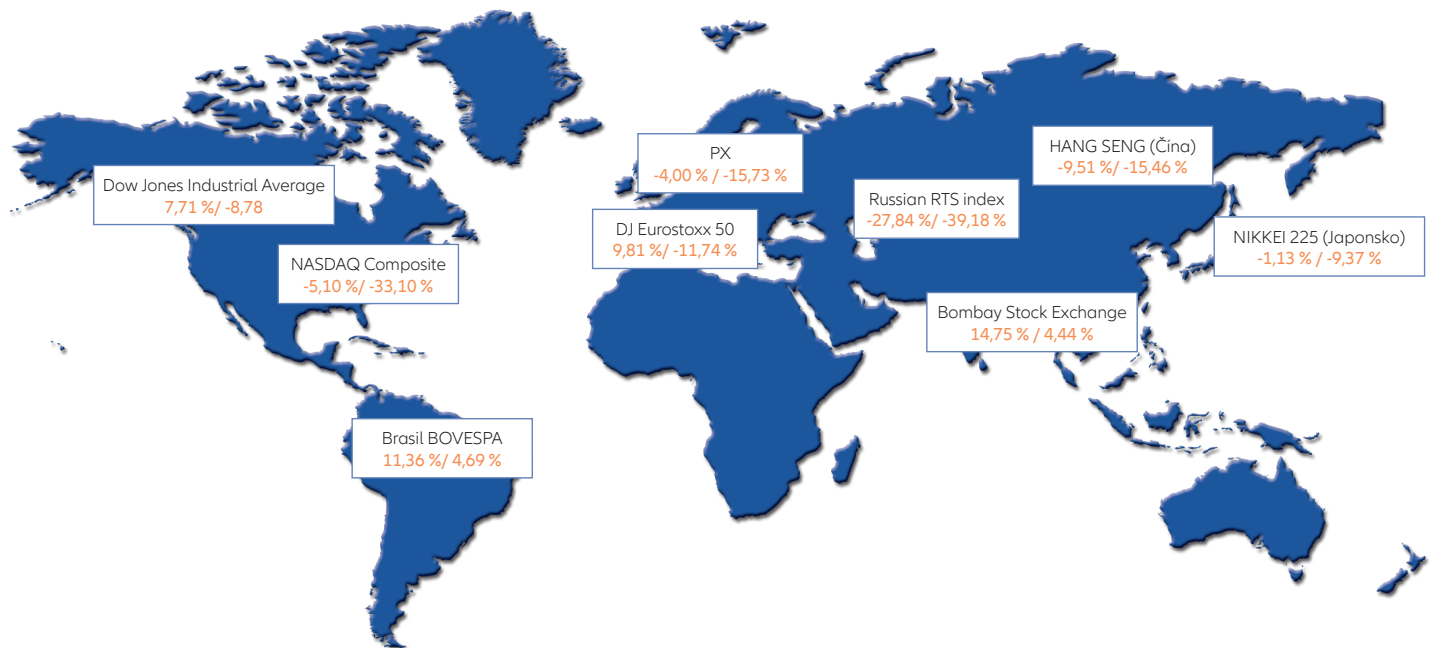 Dow Jones Industrial Average
7,71 %/ -8,78
NASDAQ Composite
-5,10 %/ -33,10 %
Brasil BOVESPA
11,36 %/ 4,69 %
PX
-4,00 % / -15,73 %
DJ Eurostoxx 50
9,81 %/ -11,74 %
Russian RTS index
-27,84 %/ -39,18 %
HANG SENG (Čína)
-9,51 %/ -15,46 %
NIKKEI 225 (Japonsko)
-1,13 % / -9,37 %
Bombay Stock Exchange
14,75 % / 4,44 %